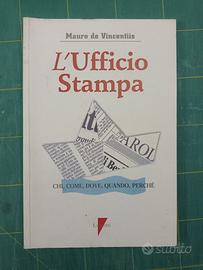 Mauro de Vincentiis
L'Ufficio
Stampa
CHI, COME, DOVE, QUANDO, PERCHÉ
subito